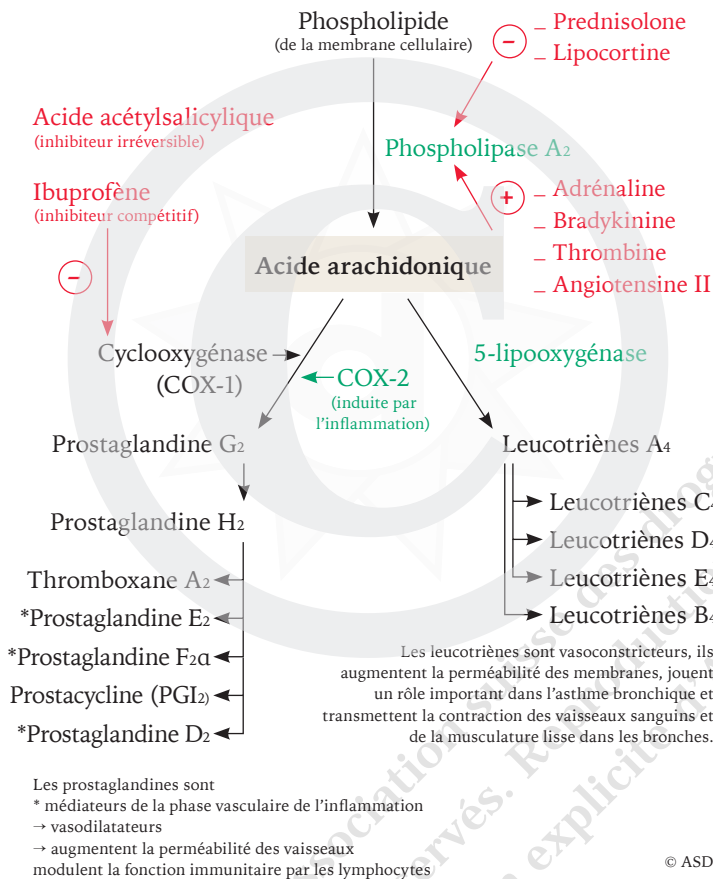 Phospholipide
(de la membrane cellulaire)
–
_ Prednisolone
_ Lipocortine
Acide acétylsalicylique
(inhibiteur irréversible)
Phospholipase A2
Ibuprofène
(inhibiteur compétitif)
+
_ Adrénaline
_ Bradykinine
_ Thrombine
_ Angiotensine II
–
Acide arachidonique
Cyclooxygénase
(COX-1)
5-lipooxygénase
COX-2
(induite par
l'inflammation)
Prostaglandine G2
Leucotriènes A4
Prostaglandine H2
Leucotriènes C4
Leucotriènes D4
Leucotriènes E4
Leucotriènes B4
Thromboxane A2
*Prostaglandine E2
*Prostaglandine F2α
Prostacycline (PGI2)
*Prostaglandine D2
Les leucotriènes sont vasoconstricteurs, ils
augmentent la perméabilité des membranes, jouent
un rôle important dans l'asthme bronchique et
transmettent la contraction des vaisseaux sanguins et
de la musculature lisse dans les bronches.
Les prostaglandines sont
* médiateurs de la phase vasculaire de l'inflammation
→ vasodilatateurs
→ augmentent la perméabilité des vaisseaux
modulent la fonction immunitaire par les lymphocytes
© ASD
suisse des
Reproductio
explicite d'